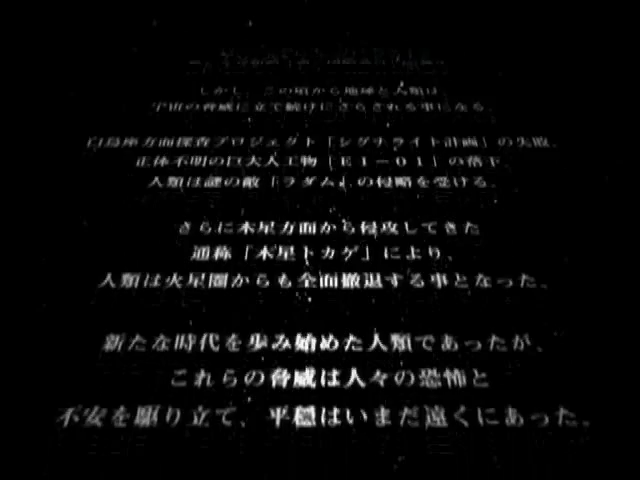 しかし、この頃から地球と人類は、
宇宙の脅威に立て続けにさらされる事になる。
白鳥座方面探査プロジェクト「レグナライト計画」の失敗、
正体不明の巨大人工物「EI－01」の落下、
人類は謎の敵「ラダム」の侵略を受ける。
さらに木星方面から侵攻してきた
通称「木星トカゲ」により、
人類は火星圏からも全面撤退する事となった。
新たな時代を歩み始めた人類であったが、
これらの脅威は人々の恐怖と
不安を駆り立て、平穏はいまだ遠くにあった。